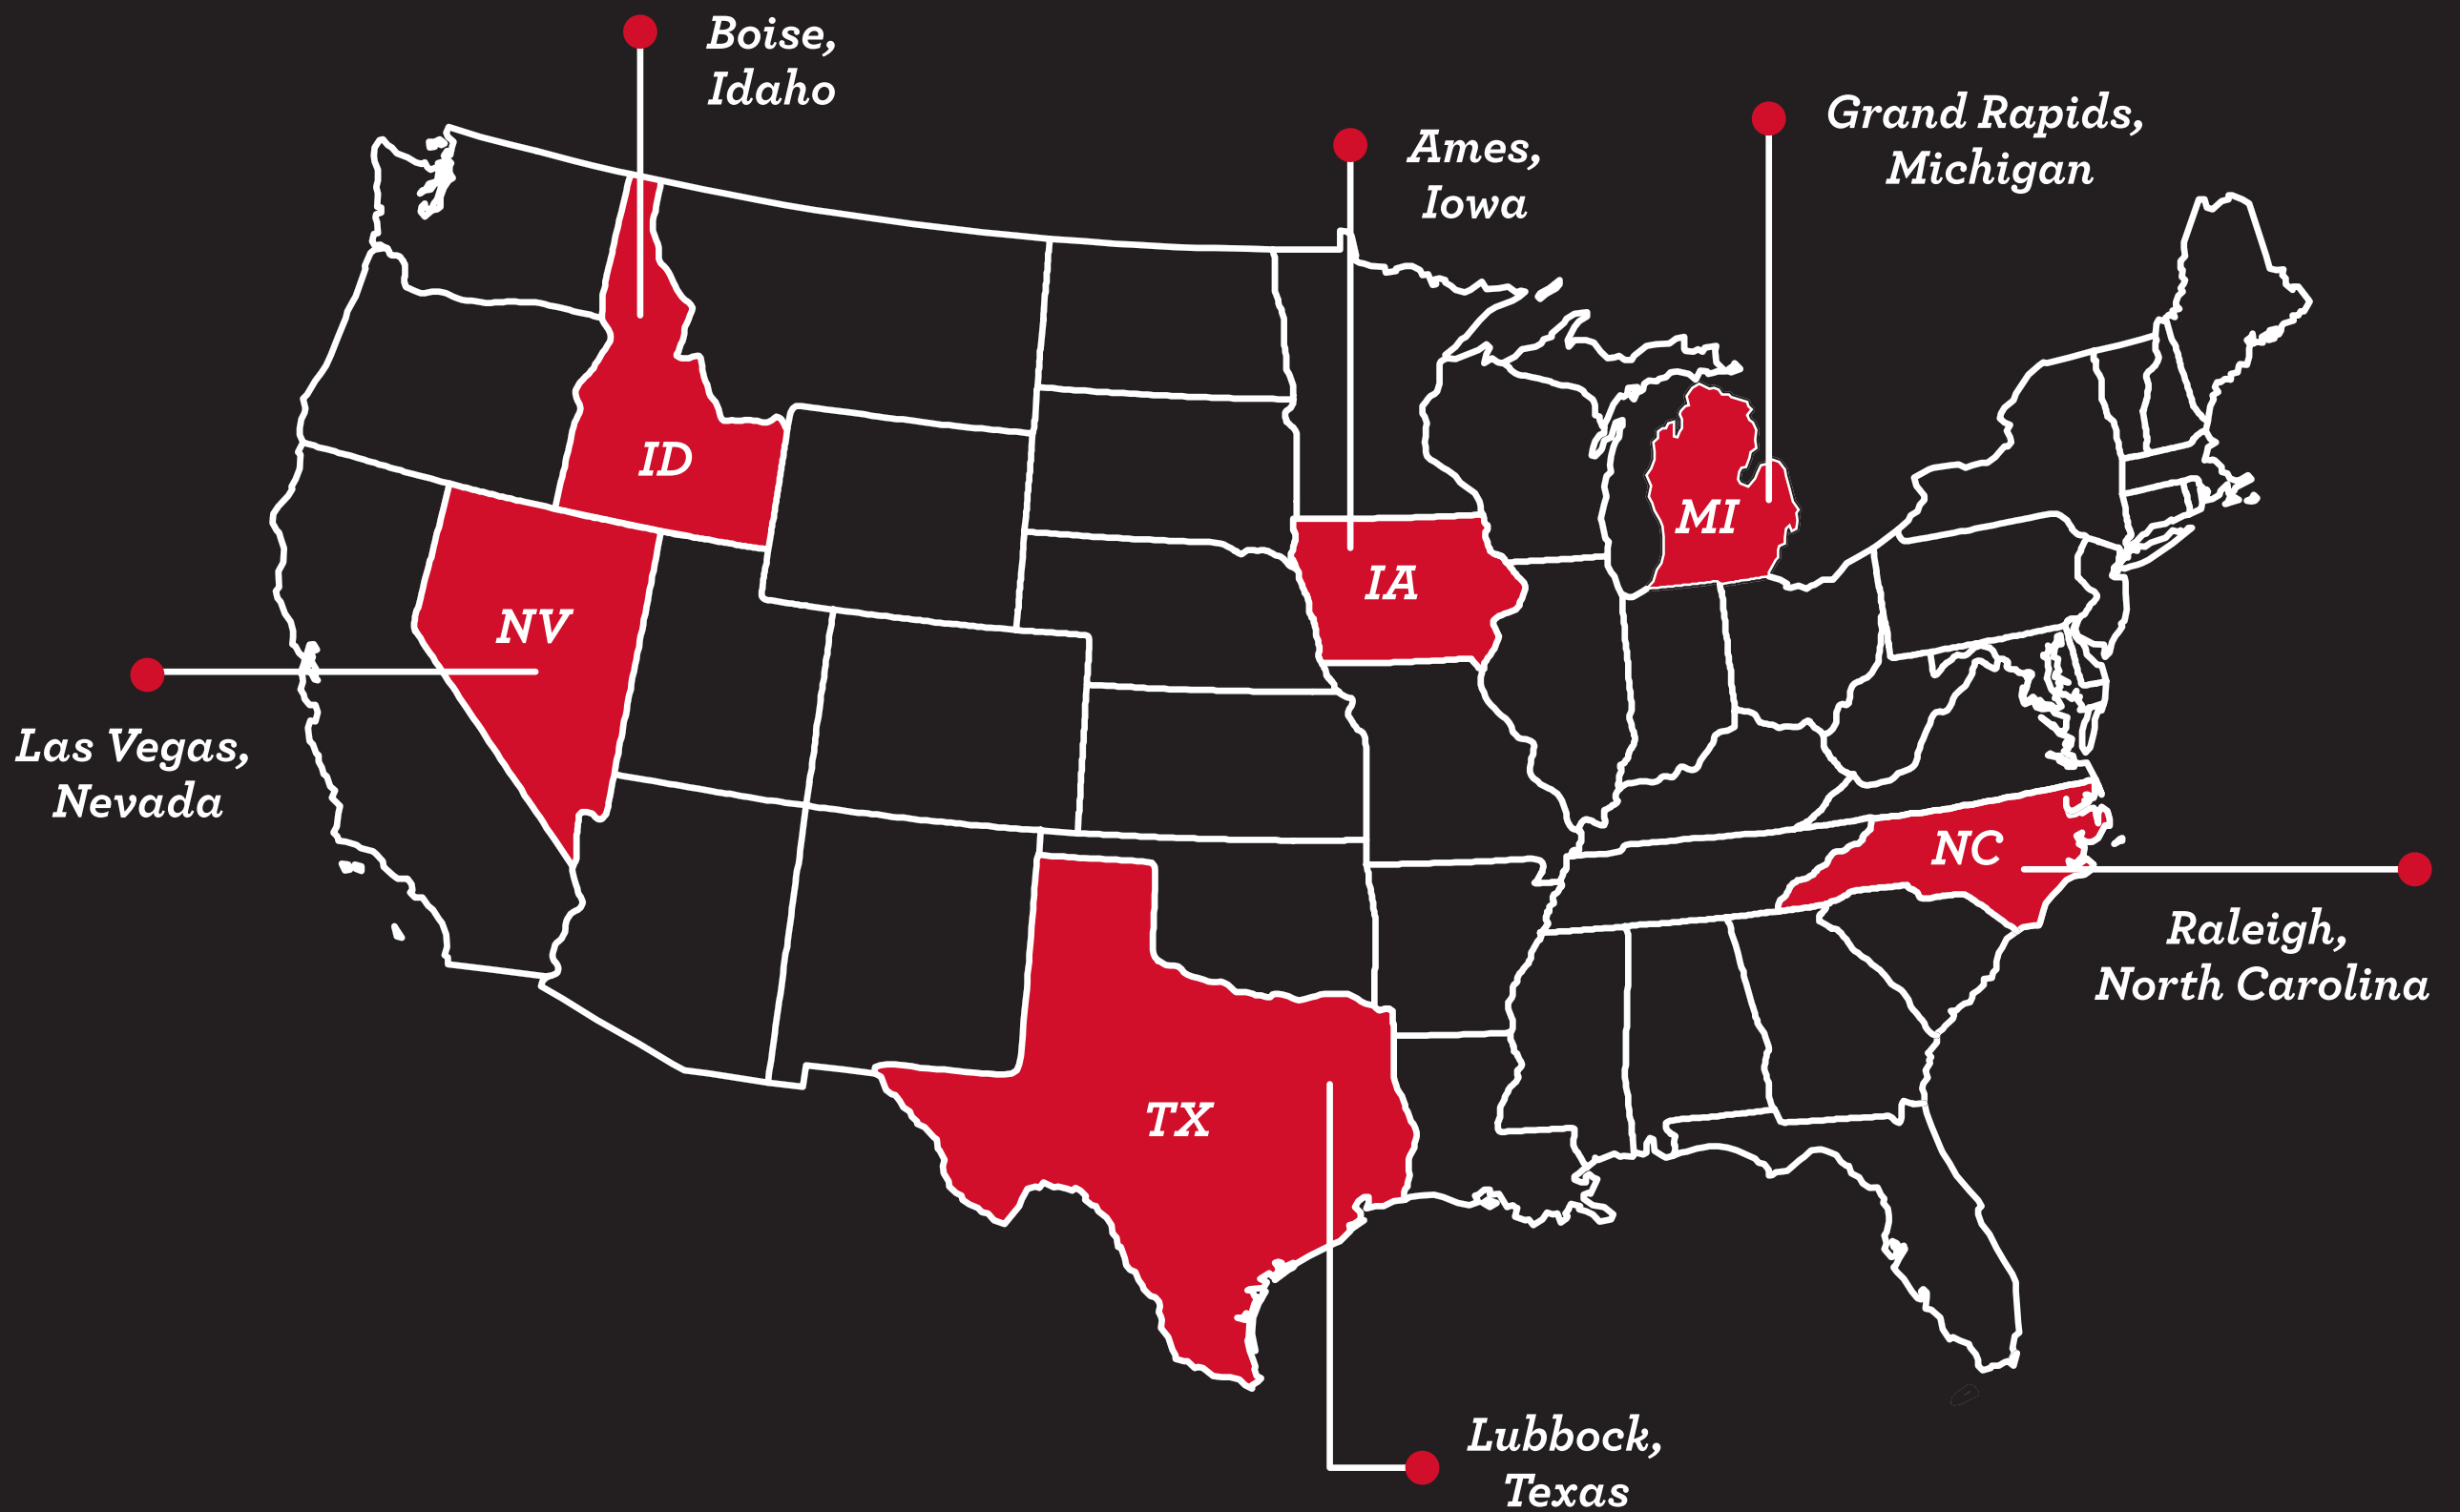 Boise,
Idaho
Ames,
Iowa
Grand Rapids,
Michigan
ID
MI
IA
NV
Las Vegas,
Nevada
NC
Raleigh,
North Carolina
TX
Lubbock,
Texas